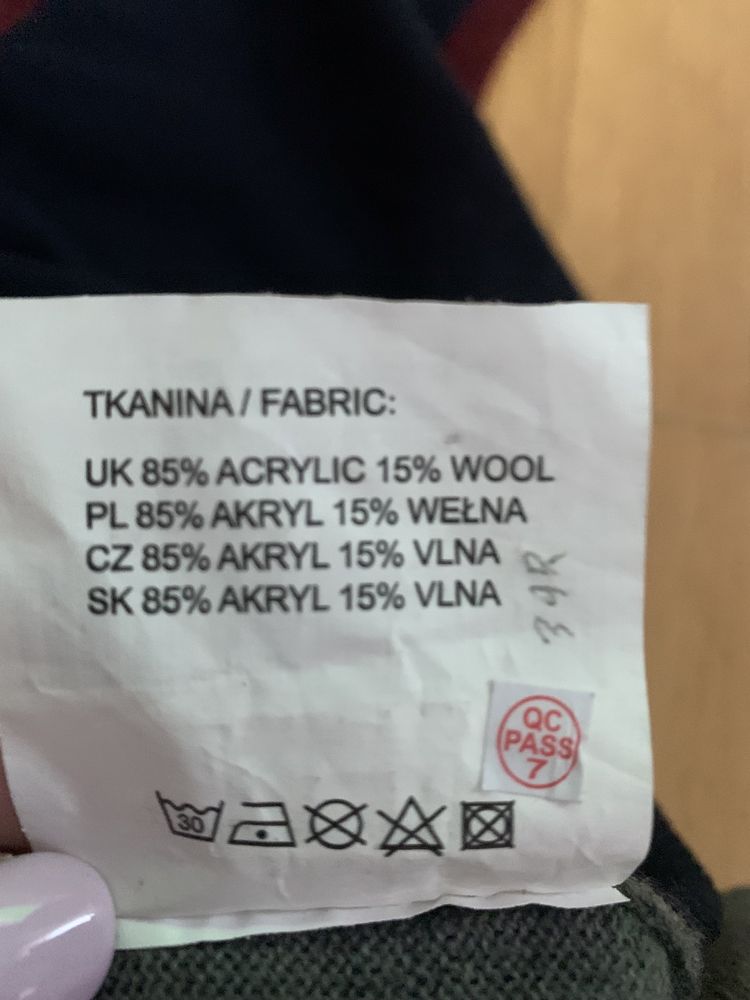 TKANINA / FABRIC:
UK 85% ACRYLIC 15% WOOL
PL 85% AKRYL 15% WEŁNA
CZ 85% AKRYL 15% VLNA
SK 85% AKRYL 15% VLNA
QC
PASS
7
30